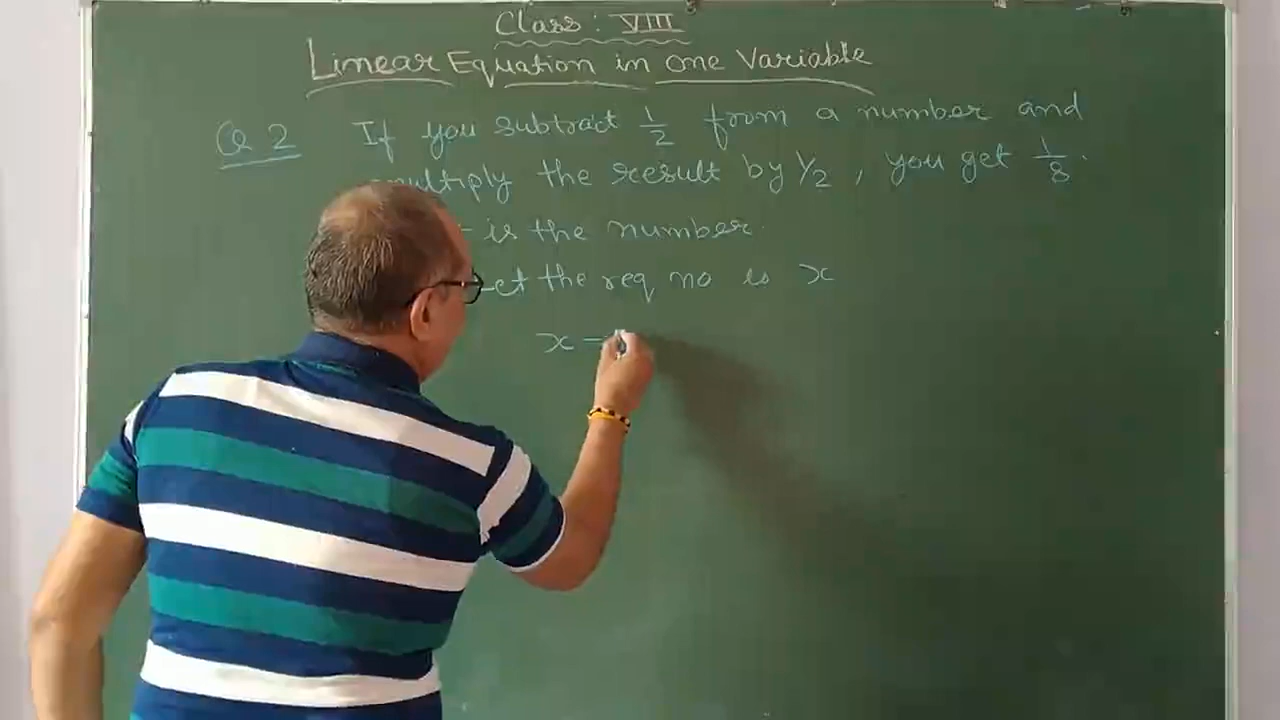 Class : VIII
Linear Equation in one Variable
Q 2 If you subtract 1/2 from a number and
multiply the result by 1/2 , you get 1/8 .
is the number.
Let the req no is x
x -